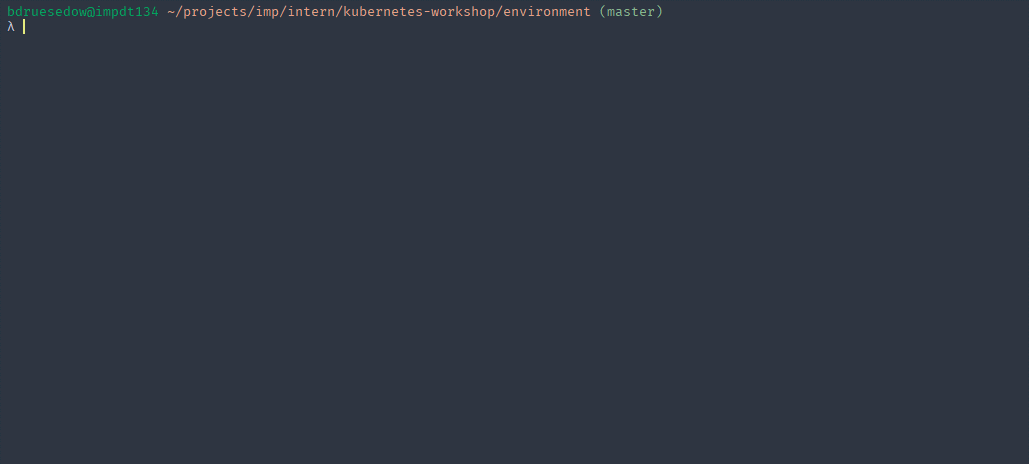 bdruesedow@impdt134 ~/projects/imp/intern/kubernetes-workshop/environment (master)
λ